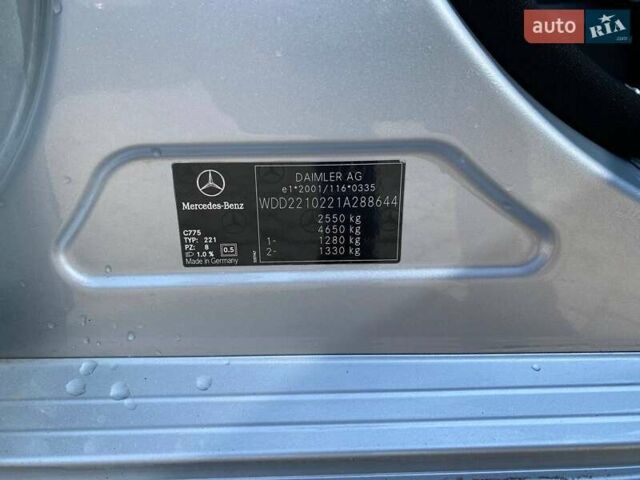 auto RIA
.com
DAIMLER AG
e1*2001/116*0335
WDD2210221A288644
2550 kg
4650 kg
1- 1280 kg
2- 1330 kg
Mercedes-Benz
C775
TYP: 221
PZ: 8
1.0 % 0.5
Made in Germany